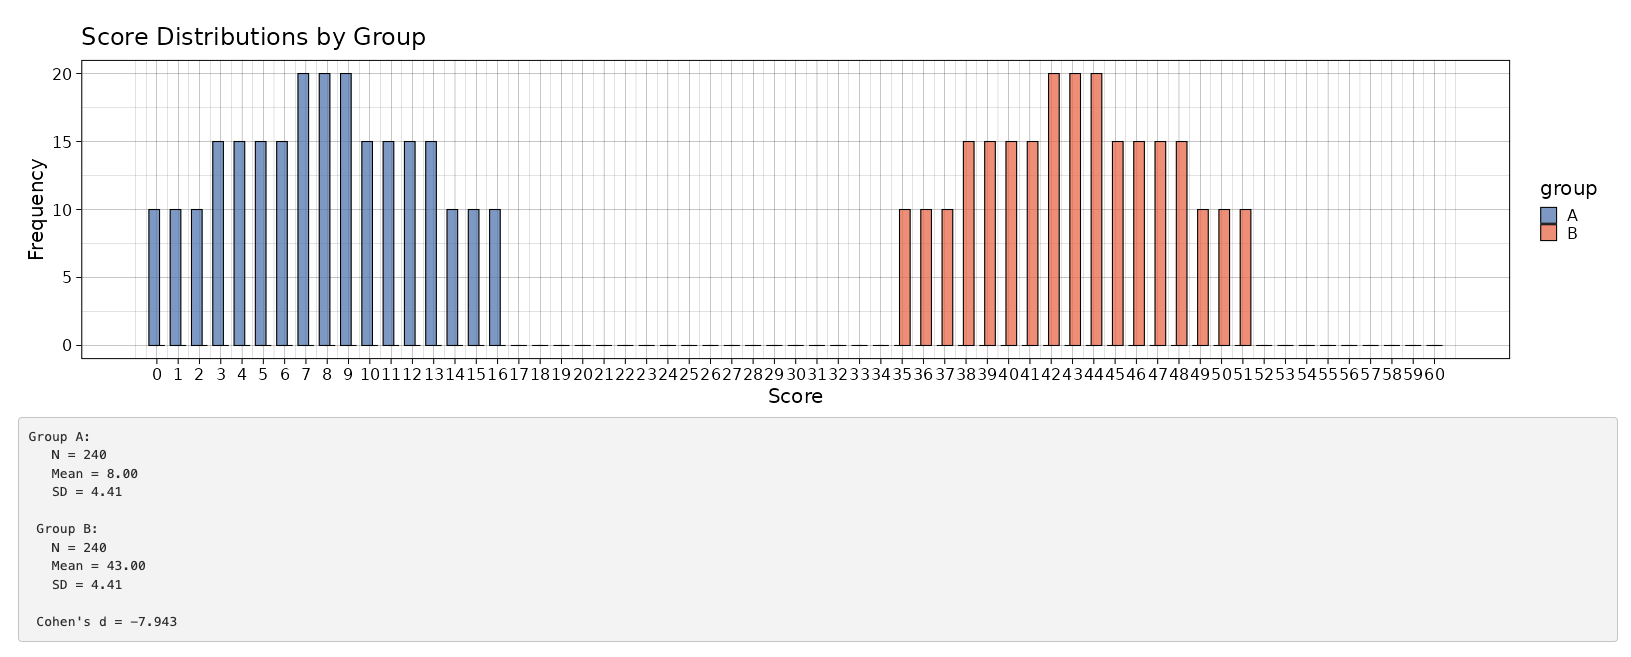 Score Distributions by Group
20
15
10
5
0
Frequency
0 1 2 3 4 5 6 7 8 9 10 11 12 13 14 15 16 17 18 19 20 21 22 23 24 25 26 27 28 29 30 31 32 33 34 35 36 37 38 39 40 41 42 43 44 45 46 47 48 49 50 51 52 53 54 55 56 57 58 59 60
Score
group
A
B
Group A:
N = 240
Mean = 8.00
SD = 4.41
Group B:
N = 240
Mean = 43.00
SD = 4.41
Cohen's d = -7.943